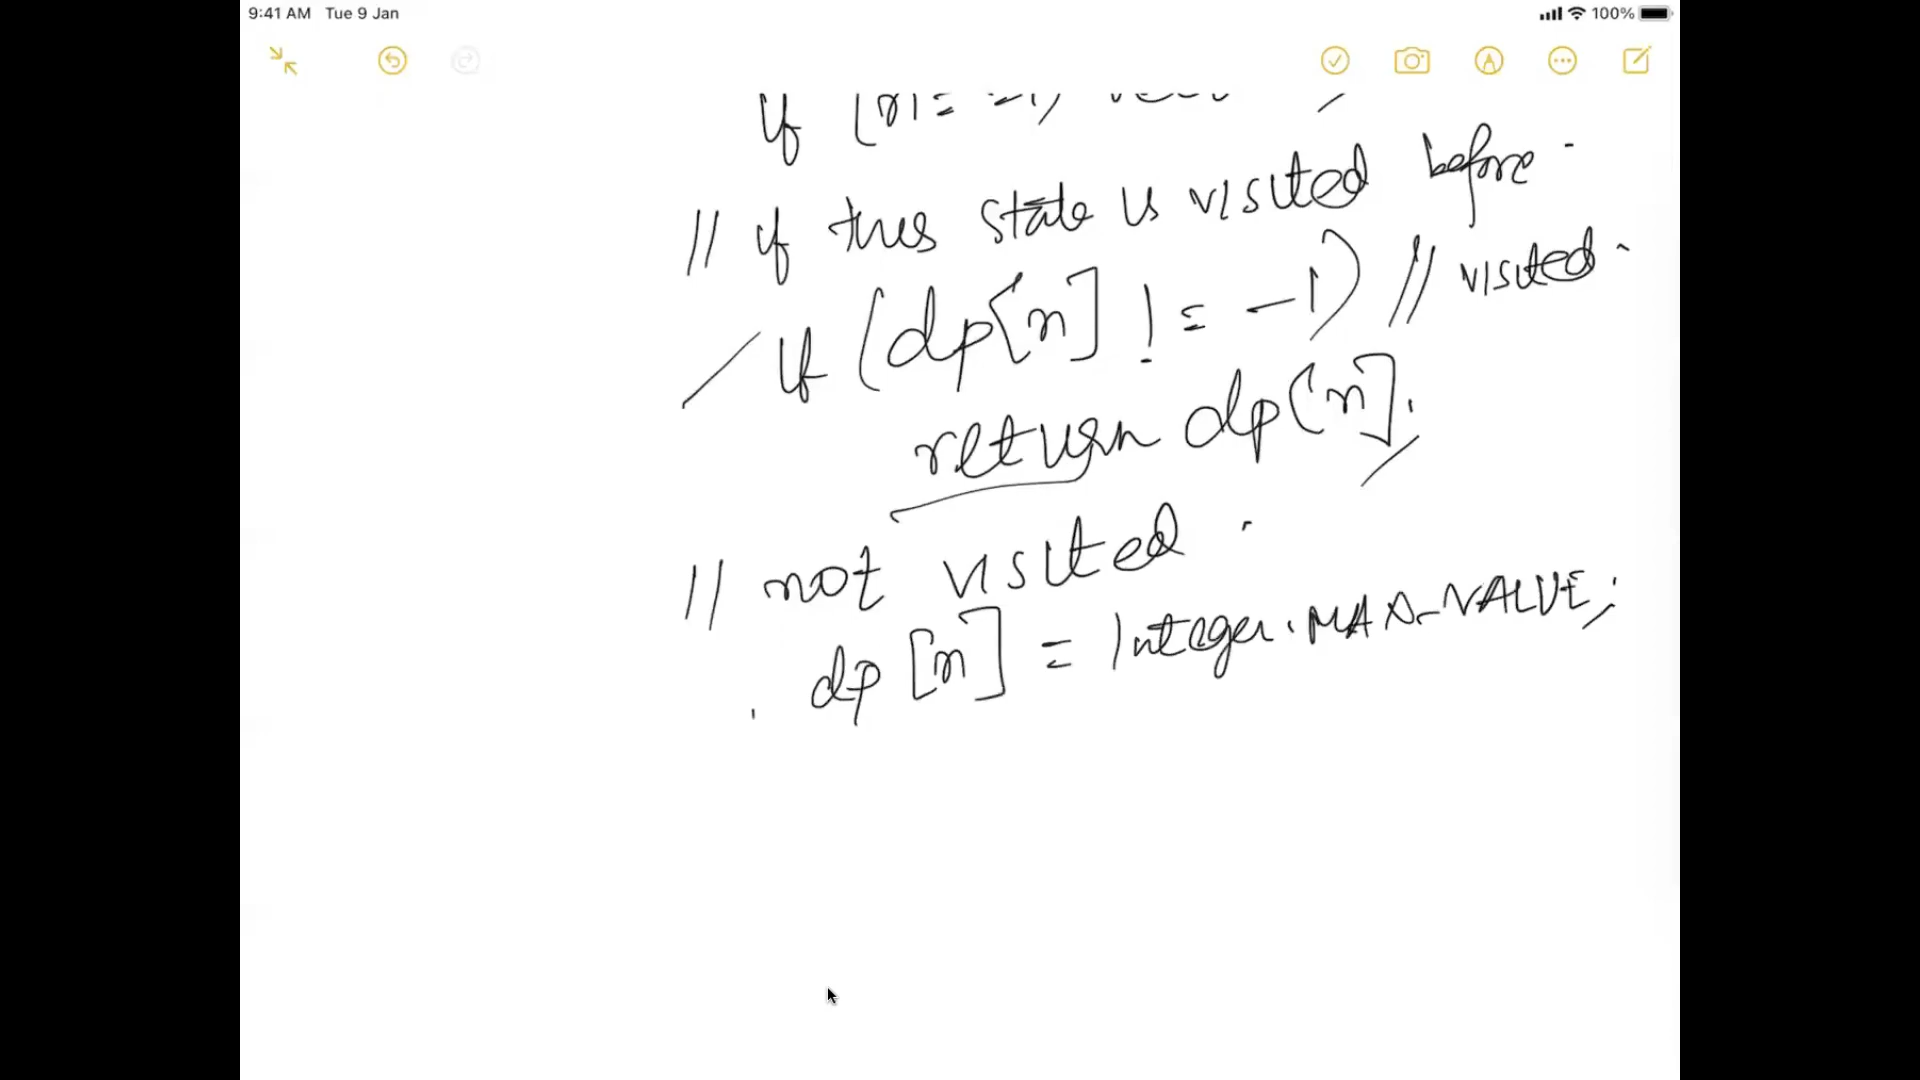 9:41 AM Tue 9 Jan 100%
if
// if this state is visited before.
if (dp[n] != -1) // visited.
return dp[n].
// not visited.
dp[n] = Integer.MAX_VALUE;